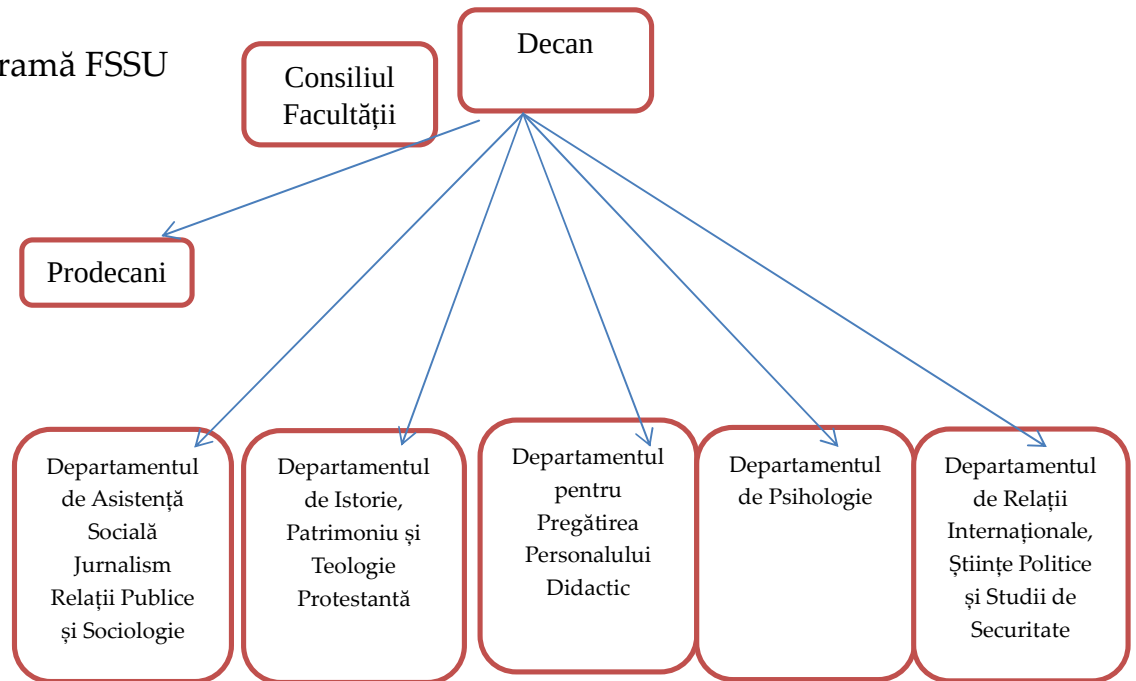 ramă FSSU
Consiliul
Facultății
Decan
Prodecani
Departamentul
de Asistență
Socială
Jurnalism
Relații Publice
și Sociologie
Departamentul
de Istorie,
Patrimoniu și
Teologie
Protestantă
Departamentul
pentru
Pregătirea
Personalului
Didactic
Departamentul
de Psihologie
Departamentul
de Relații
Internaționale,
Științe Politice
și Studii de
Securitate